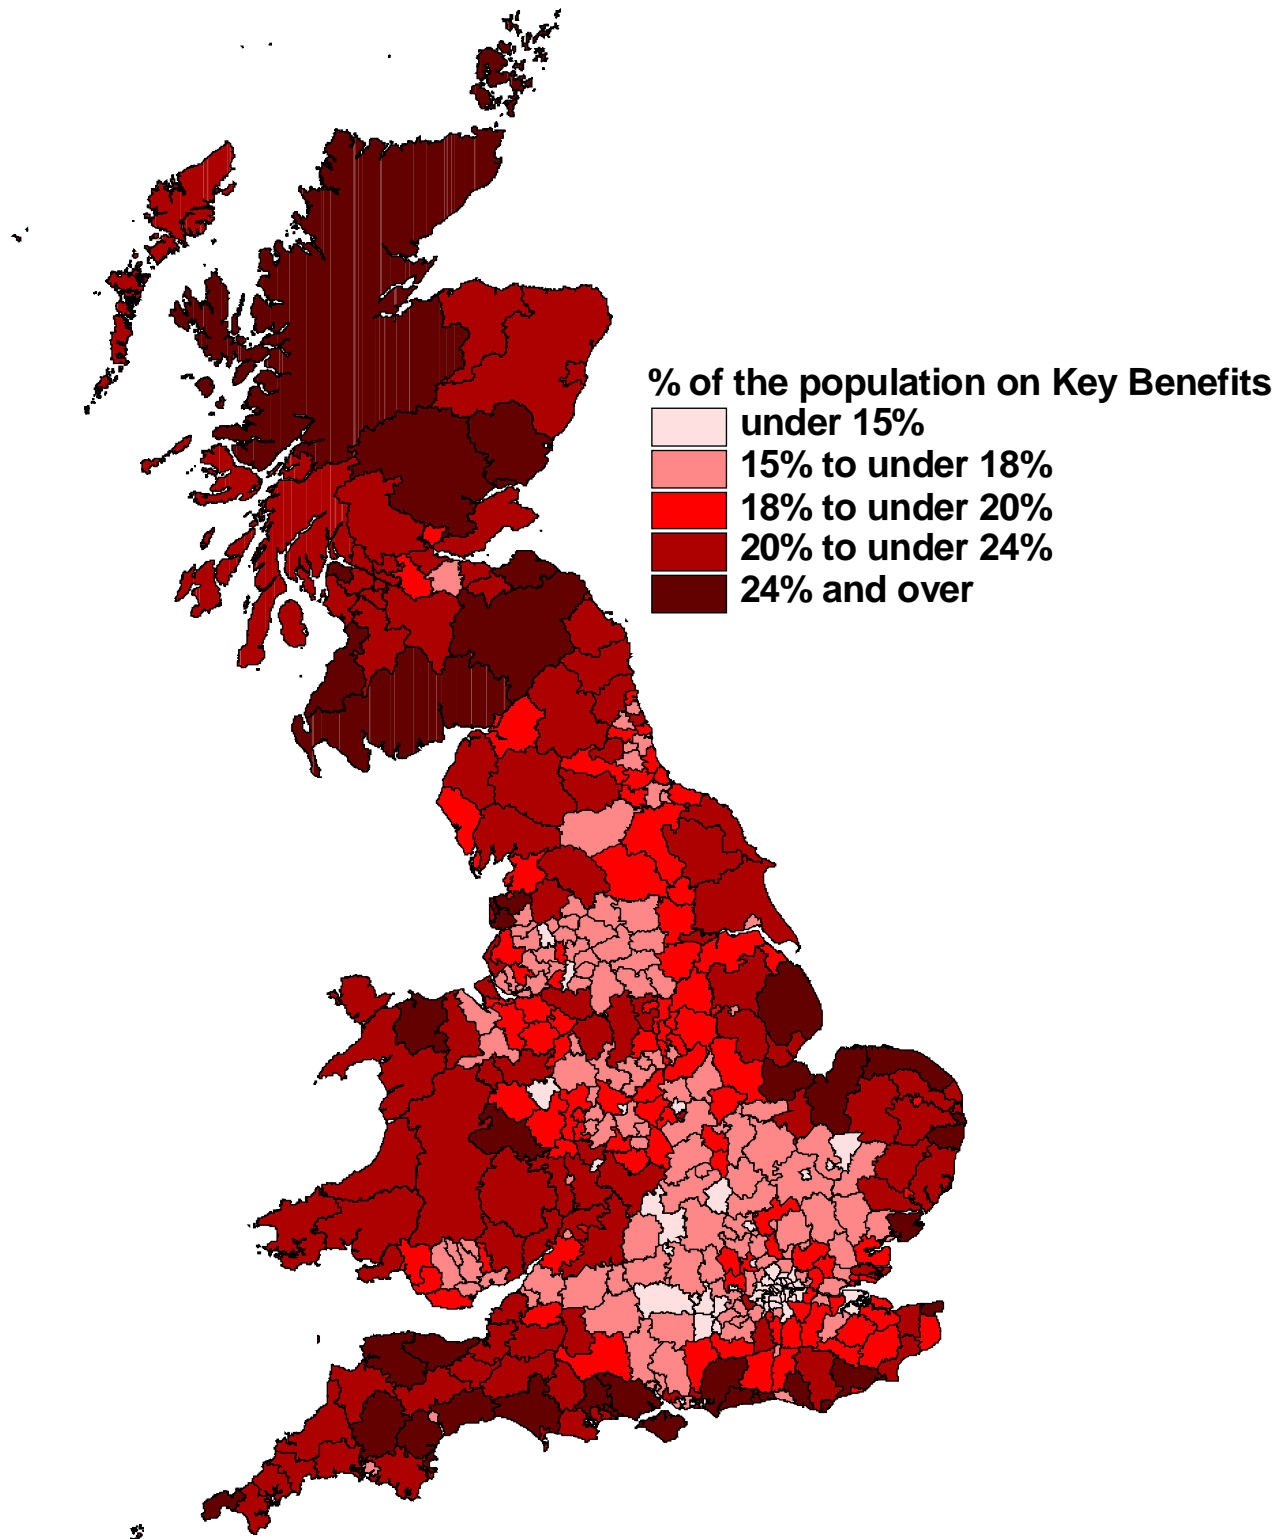 % of the population on Key Benefits
under 15%
15% to under 18%
18% to under 20%
20% to under 24%
24% and over